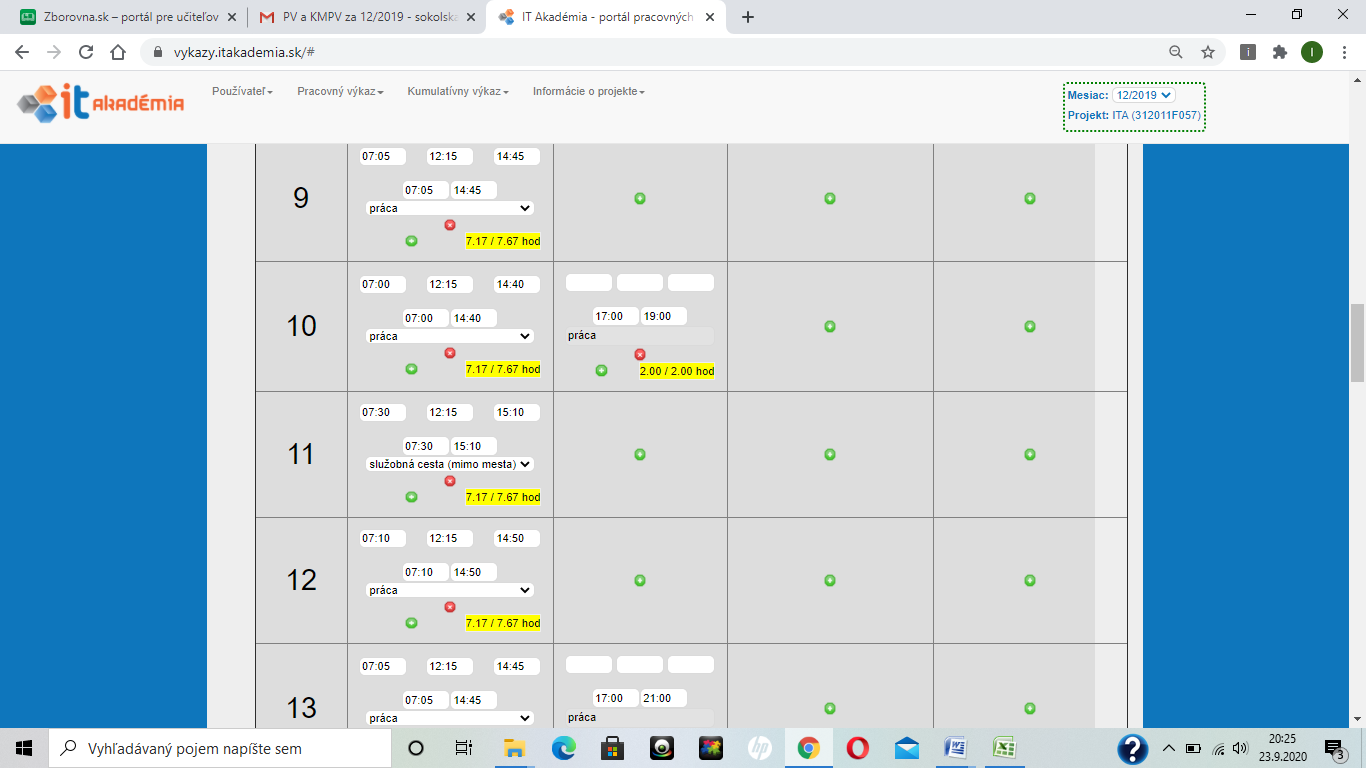 Zborovna.sk – portál pre učiteľov
PV a KMPV za 12/2019 - sokolska
IT Akadémia - portál pracovných
vykazy.itakademia.sk/#
it akadémia
Používateľ
Pracovný výkaz
Kumulatívny výkaz
Informácie o projekte
Mesiac: 12/2019
Projekt: ITA (312011F057)
9
07:05 12:15 14:45
07:05 14:45
práca
7.17 / 7.67 hod
10
07:00 12:15 14:40
07:00 14:40
práca
7.17 / 7.67 hod
17:00 19:00
práca
2.00 / 2.00 hod
11
07:30 12:15 15:10
07:30 15:10
služobná cesta (mimo mesta)
7.17 / 7.67 hod
12
07:10 12:15 14:50
07:10 14:50
práca
7.17 / 7.67 hod
13
07:05 12:15 14:45
07:05 14:45
práca
17:00 21:00
práca
Vyhľadávaný pojem napíšte sem
20:25
23.9.2020
3